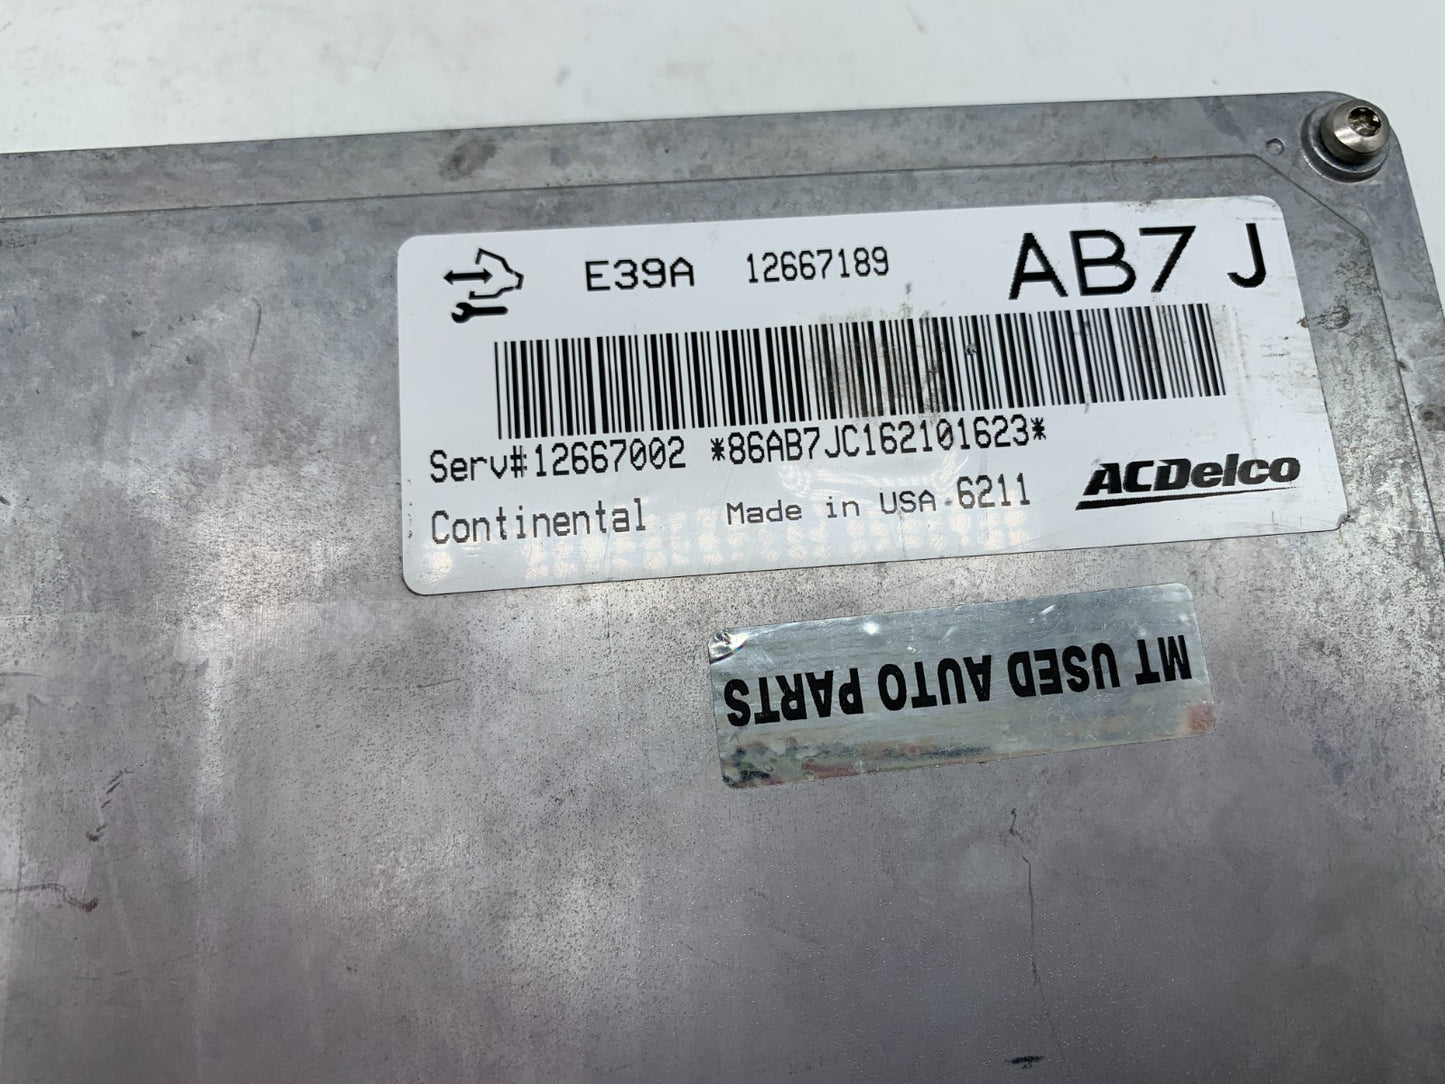 E39A 12667189 AB7 J
Serv#12667002 *86AB7JC162101623*
Continental Made in USA 6211 ACDelco
MT USED AUTO PARTS